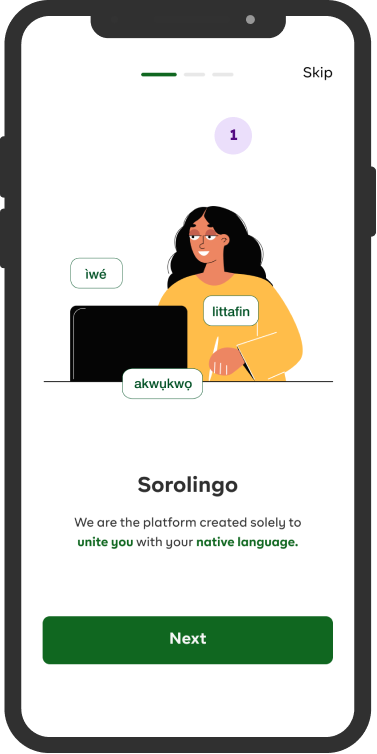 Skip
1
ìwé
littafin
akwụkwọ
Sorolingo
We are the platform created solely to
unite you with your native language.
Next